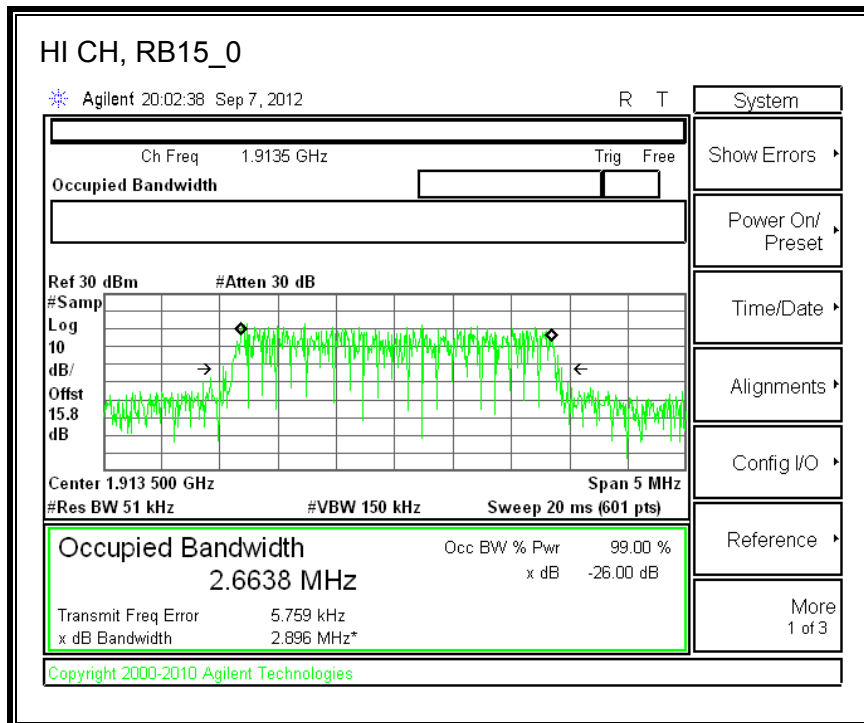 HI CH, RB15_0
Agilent 20:02:38 Sep 7, 2012 R T
System
Ch Freq 1.9135 GHz Trig Free
Occupied Bandwidth
Show Errors
Power On/
Preset
Time/Date
Alignments
Config I/O
Reference
More
1 of 3
Ref 30 dBm #Atten 30 dB
#Samp
Log
10
dB/
Offst
15.8
dB
Center 1.913 500 GHz Span 5 MHz
#Res BW 51 kHz #VBW 150 kHz Sweep 20 ms (601 pts)
Occupied Bandwidth
2.6638 MHz
Occ BW % Pwr 99.00 %
x dB -26.00 dB
Transmit Freq Error 5.759 kHz
x dB Bandwidth 2.896 MHz*
Copyright 2000-2010 Agilent Technologies